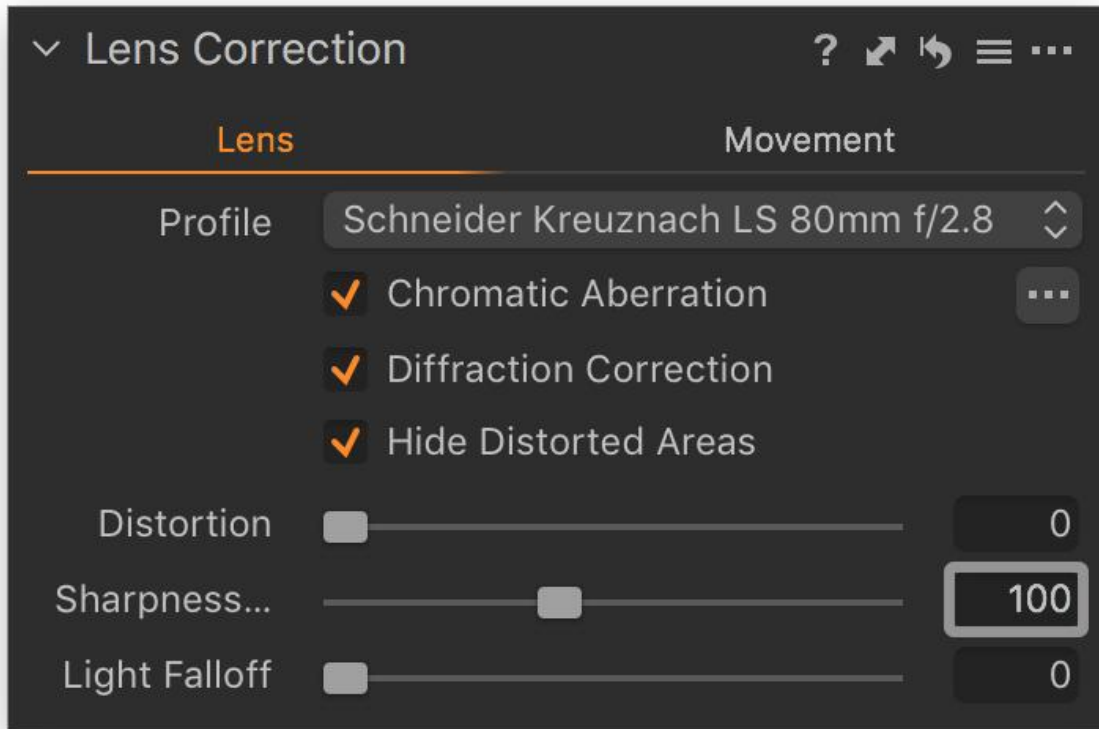 Lens Correction ? ...
Lens Movement
Profile Schneider Kreuznach LS 80mm f/2.8
Chromatic Aberration ...
Diffraction Correction
Hide Distorted Areas
Distortion 0
Sharpness... 100
Light Falloff 0